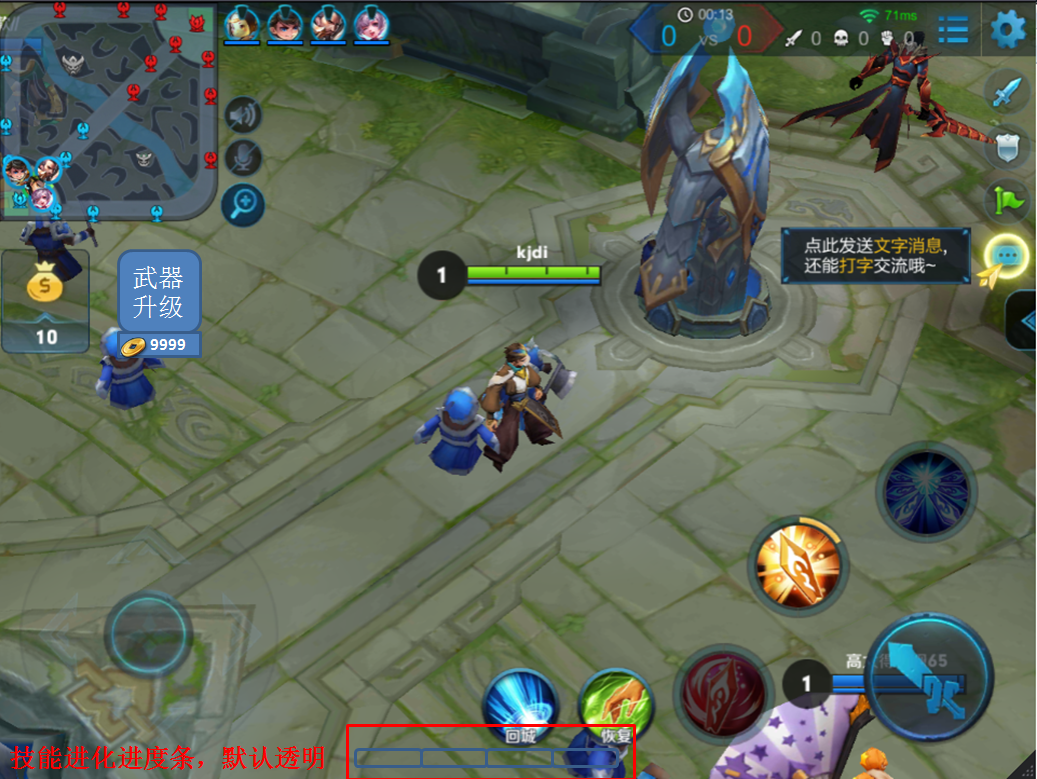 00:13
71ms
0 VS 0
0 0 0
kjdi
1
点此发送文字消息,
还能打字交流哦~
武器
升级
10
9999
1
回城
恢复
技能进化进度条，默认透明